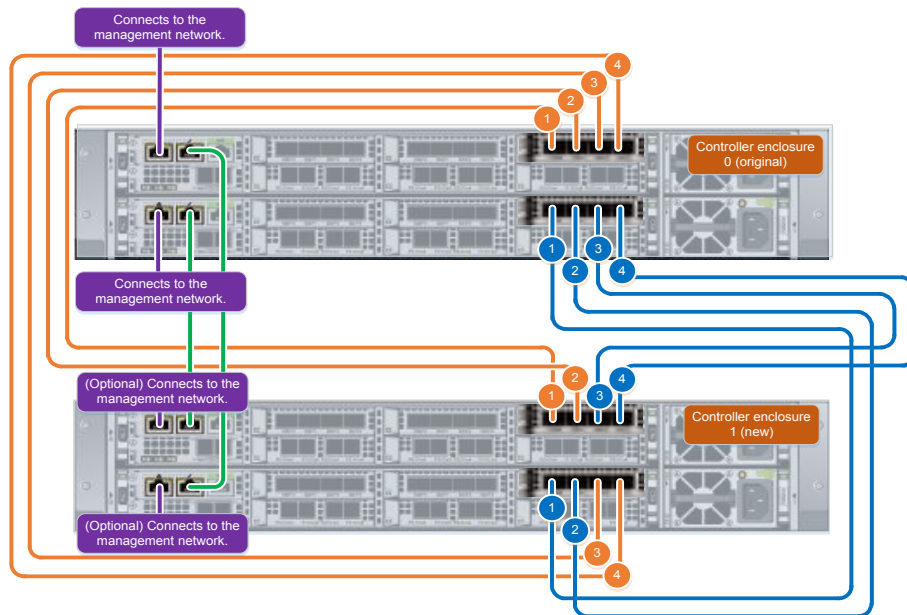 Connects to the
management network.
4
3
2
1
Controller enclosure
0 (original)
1
3
2
4
Connects to the
management network.
(Optional) Connects to the
management network.
4
2
3
1
Controller enclosure
1 (new)
1
2
3
4
(Optional) Connects to the
management network.